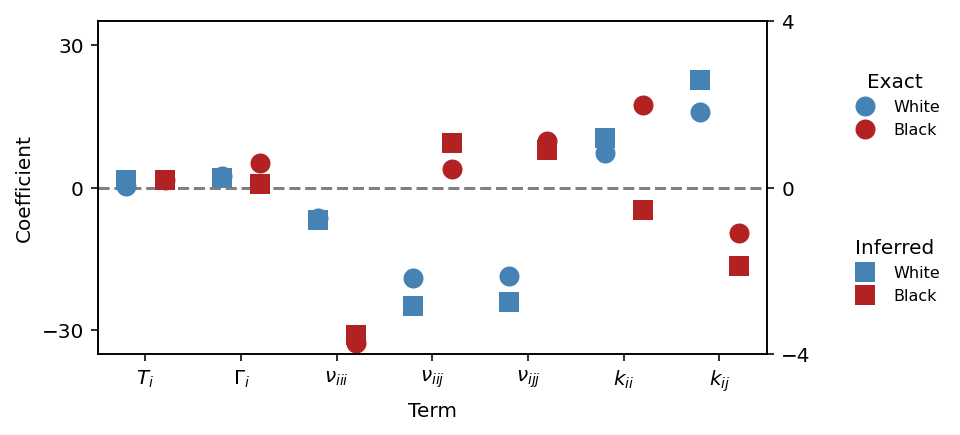 Coefficient
30
0
−30
4
0
−4
T_i
Γ_i
ν_iii
ν_iij
ν_ijj
k_ii
k_ij
Term
Exact
White
Black
Inferred
White
Black